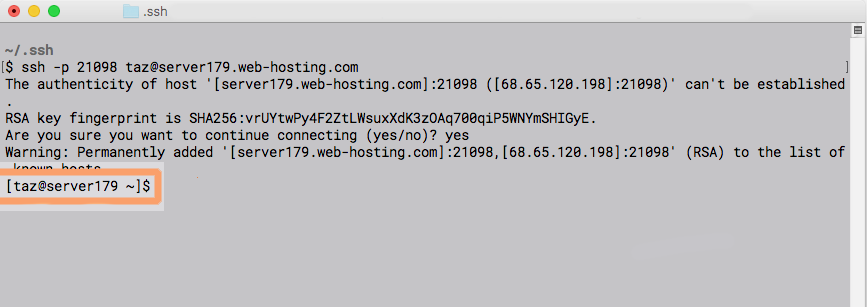 .ssh
~/.ssh
[$ ssh -p 21098 taz@server179.web-hosting.com ]
The authenticity of host '[server179.web-hosting.com]:21098 ([68.65.120.198]:21098)' can't be established
.
RSA key fingerprint is SHA256:vrUYtwPy4F2ZtLWsuxXdK3zOAq700qiP5WNYmSHIGyE.
Are you sure you want to continue connecting (yes/no)? yes
Warning: Permanently added '[server179.web-hosting.com]:21098,[68.65.120.198]:21098' (RSA) to the list of
known hosts
[taz@server179 ~]$